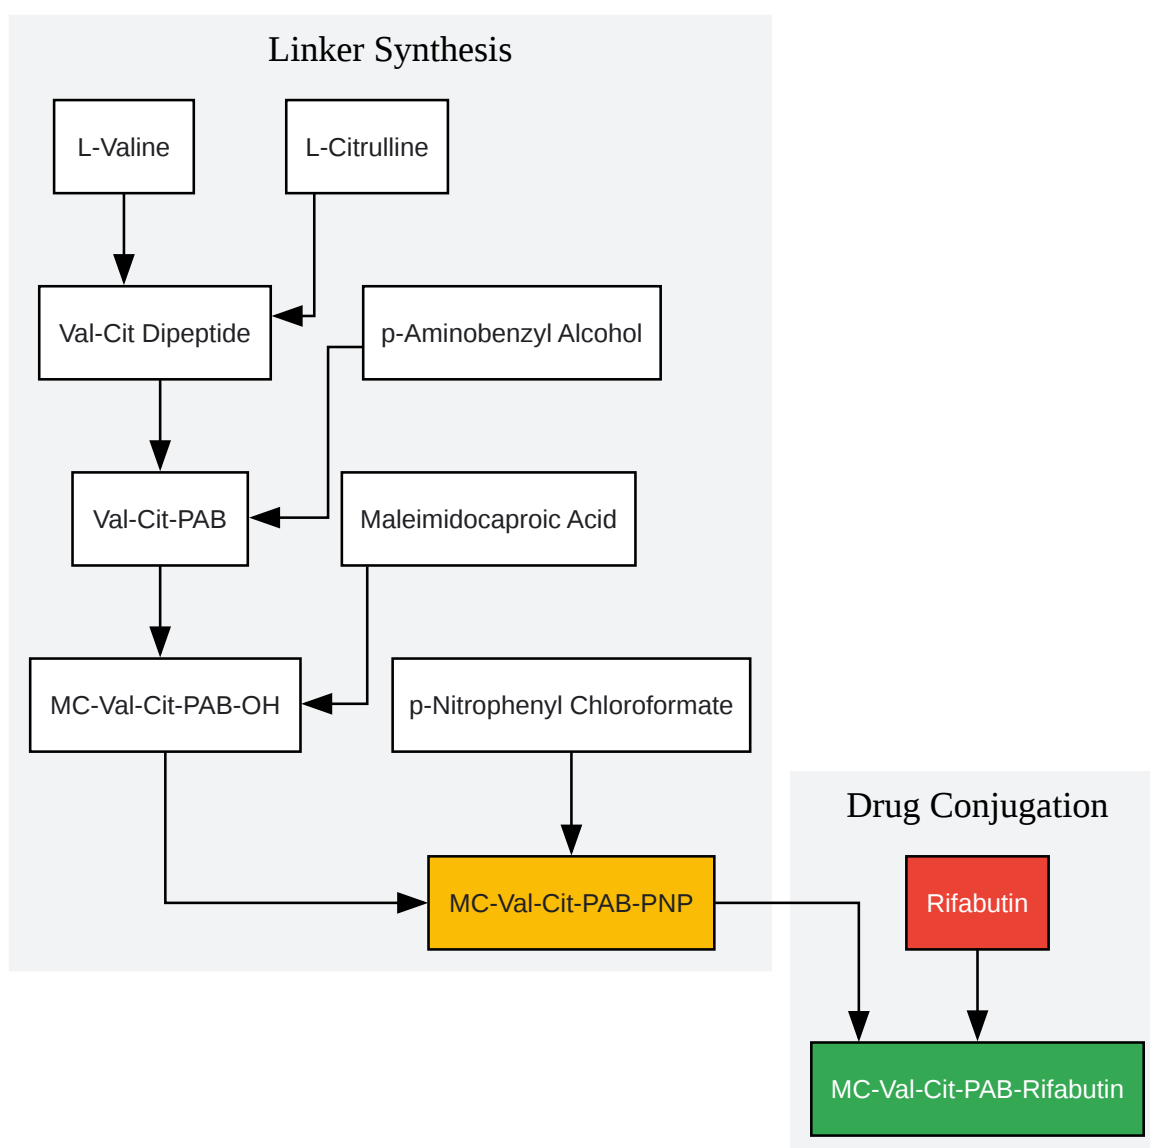 Linker Synthesis
L-Valine
L-Citrulline
Val-Cit Dipeptide
p-Aminobenzyl Alcohol
Val-Cit-PAB
Maleimidocaproic Acid
MC-Val-Cit-PAB-OH
p-Nitrophenyl Chloroformate
Drug Conjugation
MC-Val-Cit-PAB-PNP
Rifabutin
MC-Val-Cit-PAB-Rifabutin